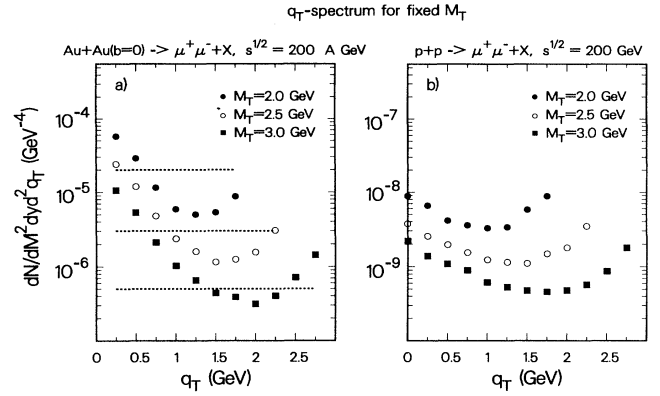 q_T-spectrum for fixed M_T
Au+Au(b=0) -> μ⁺μ⁻+X, s^1/2 = 200 A GeV
p+p -> μ⁺μ⁻+X, s^1/2 = 200 GeV
a)
● M_T=2.0 GeV
○ M_T=2.5 GeV
■ M_T=3.0 GeV
b)
● M_T=2.0 GeV
○ M_T=2.5 GeV
■ M_T=3.0 GeV
dN/dM²dyd²q_T (GeV⁻⁴)
10⁻⁴
10⁻⁵
10⁻⁶
10⁻⁷
10⁻⁸
10⁻⁹
0 0.5 1 1.5 2 2.5
0 0.5 1 1.5 2 2.5
q_T (GeV)
q_T (GeV)